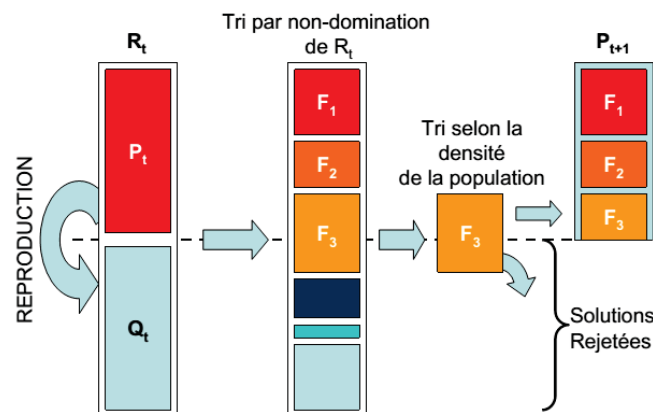 Tri par non-domination
de Rt
Rt
Pt+1
Pt
F1
F1
Tri selon la
densité
de la population
F2
F2
F3
F3
F3
REPRODUCTION
Qt
Solutions
Rejetées